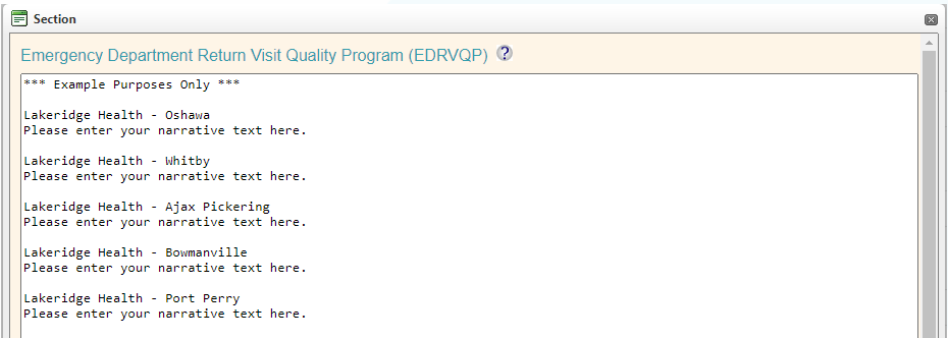 Section
Emergency Department Return Visit Quality Program (EDRVQP) ?
*** Example Purposes Only ***
Lakeridge Health - Oshawa
Please enter your narrative text here.
Lakeridge Health - Whitby
Please enter your narrative text here.
Lakeridge Health - Ajax Pickering
Please enter your narrative text here.
Lakeridge Health - Bowmanville
Please enter your narrative text here.
Lakeridge Health - Port Perry
Please enter your narrative text here.